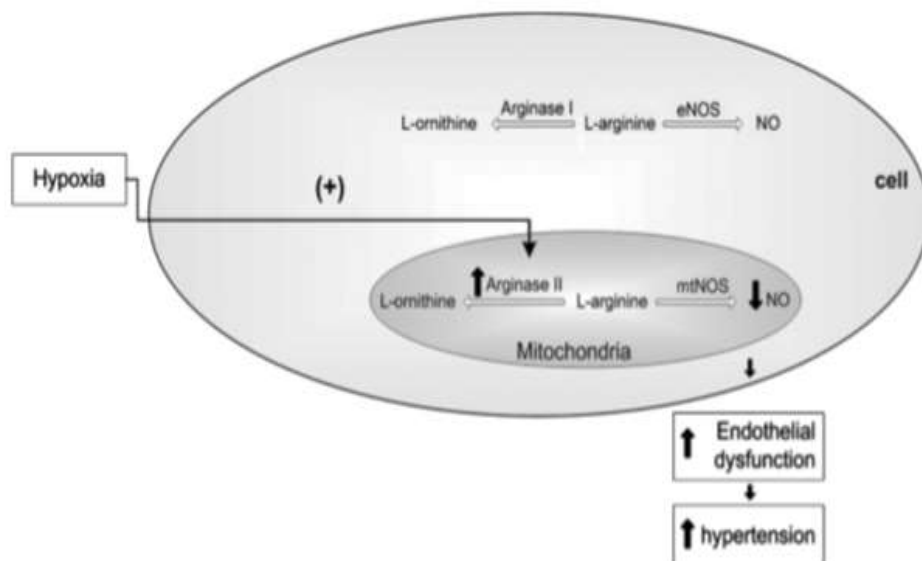 Arginase I
eNOS
L-ornithine
L-arginine
NO
Hypoxia
(+)
cell
Arginase II
mtNOS
L-ornithine
L-arginine
NO
Mitochondria
Endothelial
dysfunction
hypertension